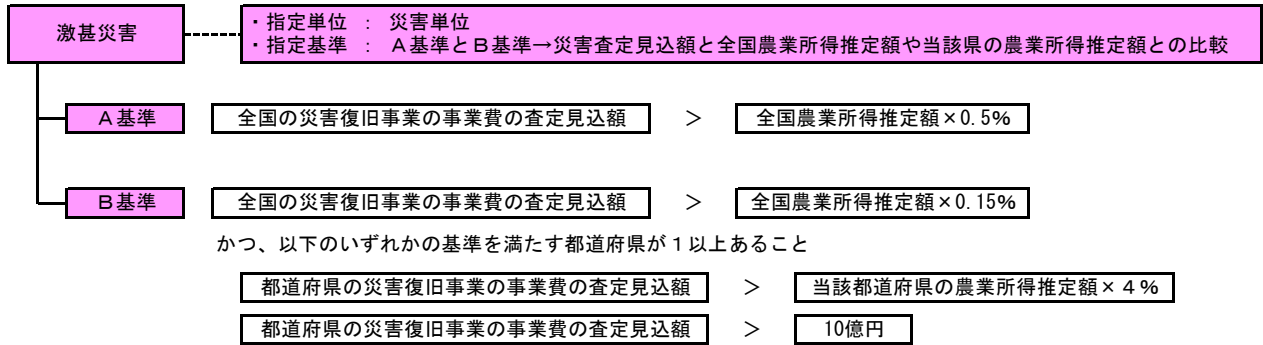 激甚災害
・指定単位 ： 災害単位
・指定基準 ： Ａ基準とＢ基準→災害査定見込額と全国農業所得推定額や当該県の農業所得推定額との比較
Ａ基準 全国の災害復旧事業の事業費の査定見込額 ＞ 全国農業所得推定額×0.5%
Ｂ基準 全国の災害復旧事業の事業費の査定見込額 ＞ 全国農業所得推定額×0.15%
かつ、以下のいずれかの基準を満たす都道府県が１以上あること
都道府県の災害復旧事業の事業費の査定見込額 ＞ 当該都道府県の農業所得推定額×４％
都道府県の災害復旧事業の事業費の査定見込額 ＞ 10億円